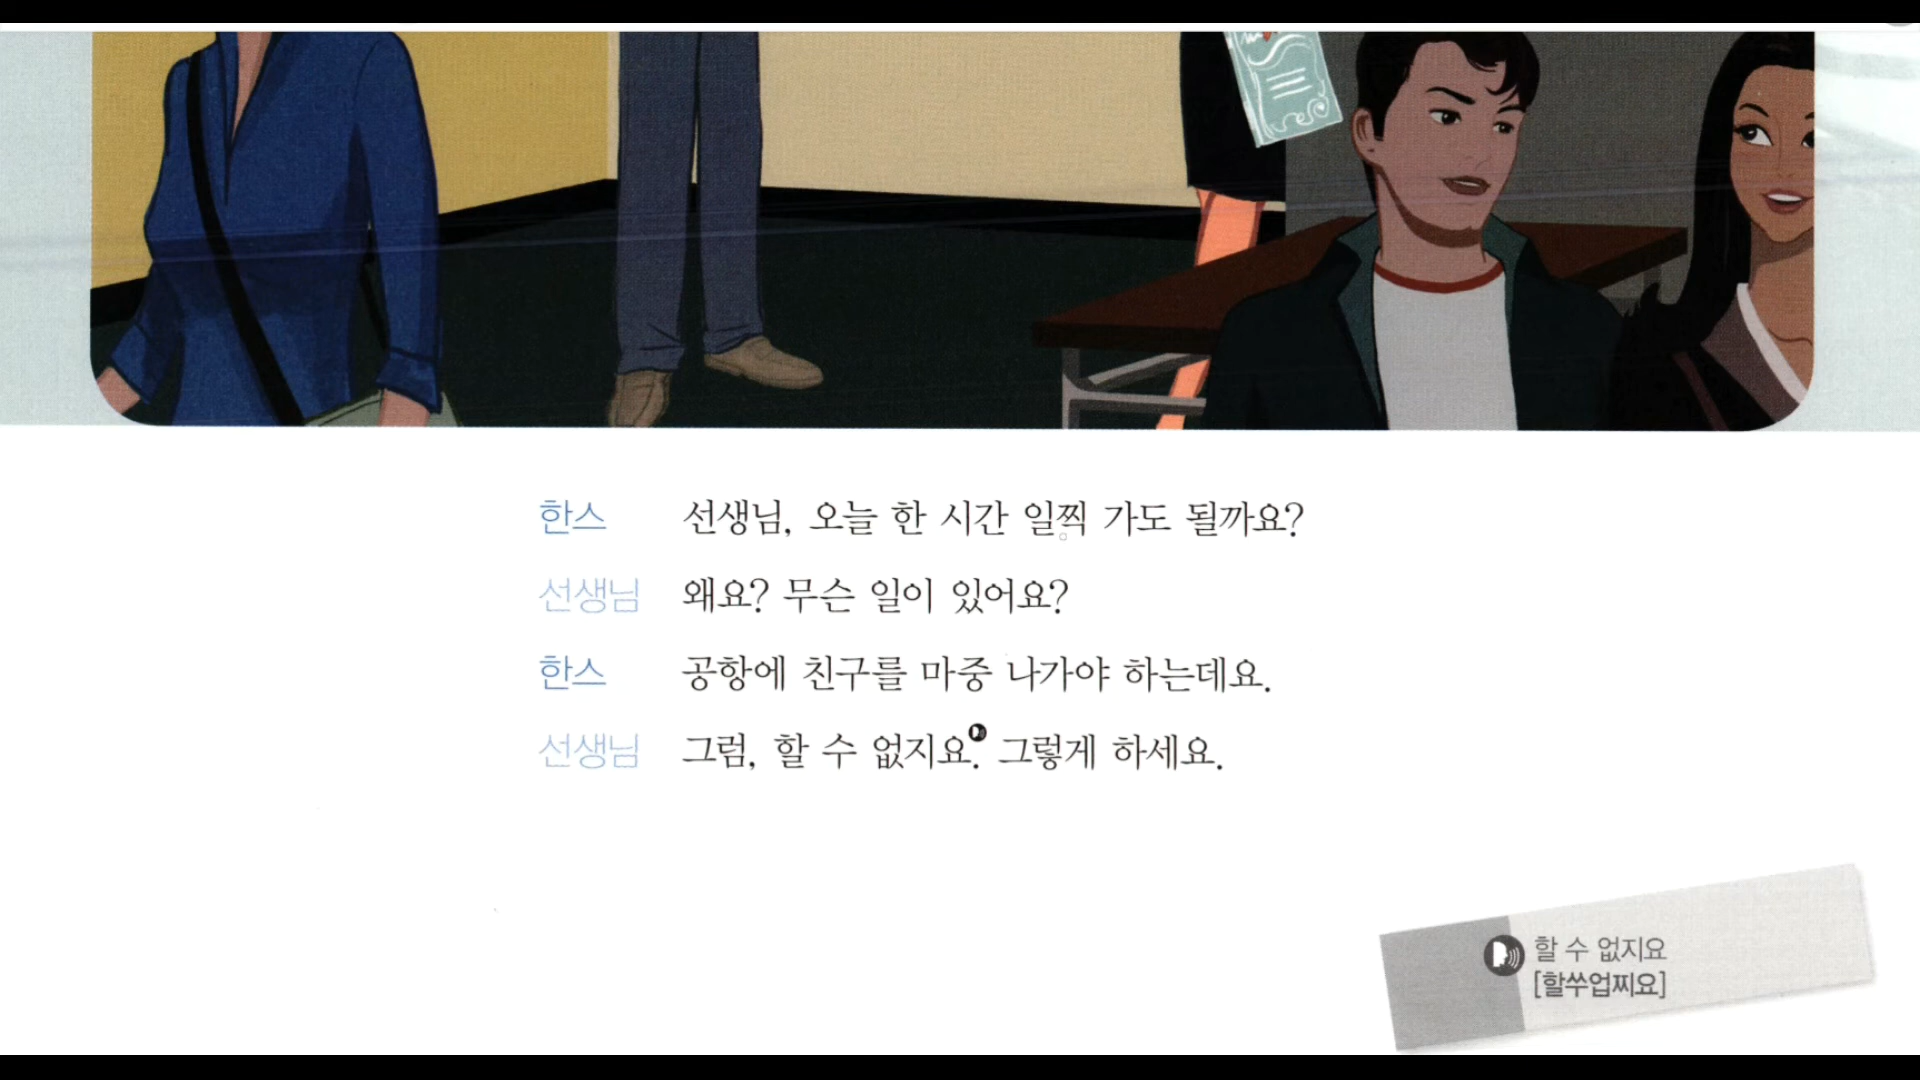 한스 선생님, 오늘 한 시간 일찍 가도 될까요?
선생님 왜요? 무슨 일이 있어요?
한스 공항에 친구를 마중 나가야 하는데요.
선생님 그럼, 할 수 없지요. 그렇게 하세요.
할 수 없지요
[할쑤업찌요]